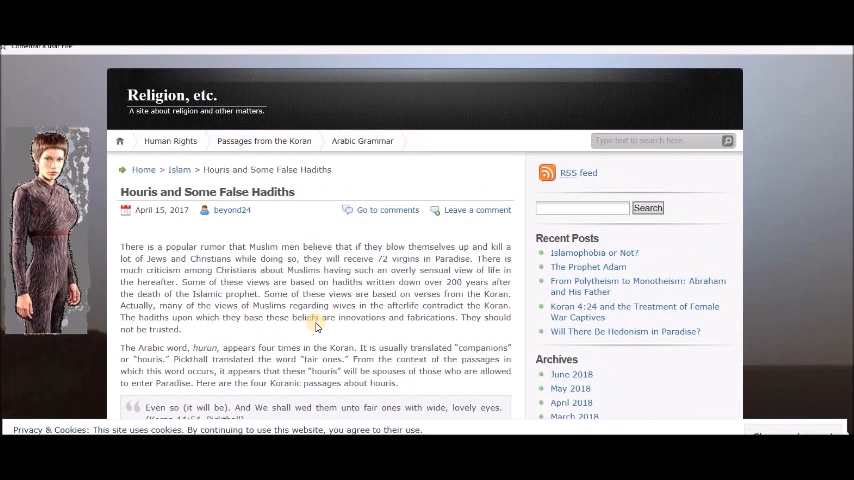 Religion, etc.
A site about religion and other matters.
Human Rights
Passages from the Koran
Arabic Grammar
Type text to search here
Home > Islam > Houris and Some False Hadiths
Houris and Some False Hadiths
April 15, 2017
beyond24
Go to comments
Leave a comment
There is a popular rumor that Muslim men believe that if they blow themselves up and kill a
lot of Jews and Christians while doing so, they will receive 72 virgins in Paradise. There is
much criticism among Christians about Muslims having such an overly sensual view of life in
the hereafter. Some of these views are based on hadiths written down over 200 years after
the death of the Islamic prophet. Some of these views are based on verses from the Koran.
Actually, many of the views of Muslims regarding wives in the afterlife contradict the Koran.
The hadiths upon which they base these beliefs are innovations and fabrications. They should
not be trusted.
The Arabic word, hurun, appears four times in the Koran. It is usually translated “companions”
or “houris.” Pickthall translated the word “fair ones.” From the context of the passages in
which this word occurs, it appears that these “houris” will be spouses of those who are allowed
to enter Paradise. Here are the four Koranic passages about houris.
Even so (it will be). And We shall wed them unto fair ones with wide, lovely eyes.
RSS feed
Search
Recent Posts
Islamophobia or Not?
The Prophet Adam
From Polytheism to Monotheism: Abraham
and His Father
Koran 4:24 and the Treatment of Female
War Captives
Will There Be Hedonism in Paradise?
Archives
June 2018
May 2018
April 2018
March 2018
Privacy & Cookies: This site uses cookies. By continuing to use this website, you agree to their use.